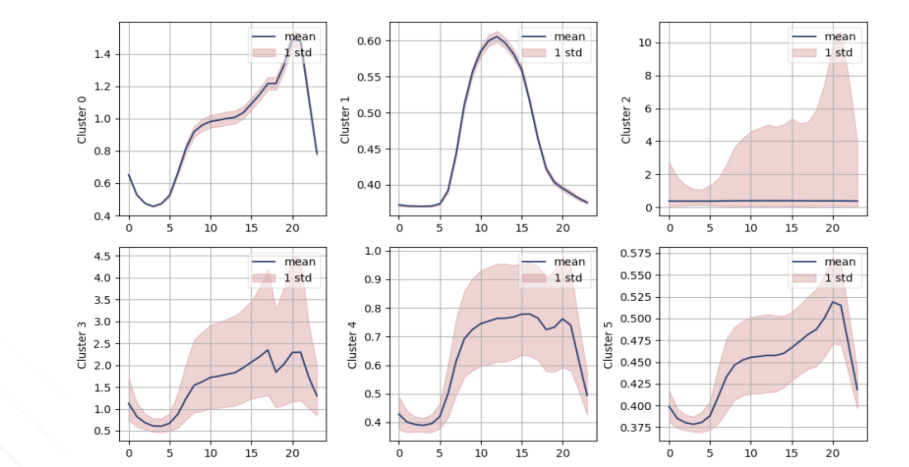 Cluster 0
1.4
1.2
1.0
0.8
0.6
0.4
mean
1 std
0 5 10 15 20
Cluster 1
0.60
0.55
0.50
0.45
0.40
mean
1 std
0 5 10 15 20
Cluster 2
10
8
6
4
2
0
mean
1 std
0 5 10 15 20
Cluster 3
4.5
4.0
3.5
3.0
2.5
2.0
1.5
1.0
0.5
mean
1 std
0 5 10 15 20
Cluster 4
1.0
0.9
0.8
0.7
0.6
0.5
0.4
mean
1 std
0 5 10 15 20
Cluster 5
0.575
0.550
0.525
0.500
0.475
0.450
0.425
0.400
0.375
mean
1 std
0 5 10 15 20